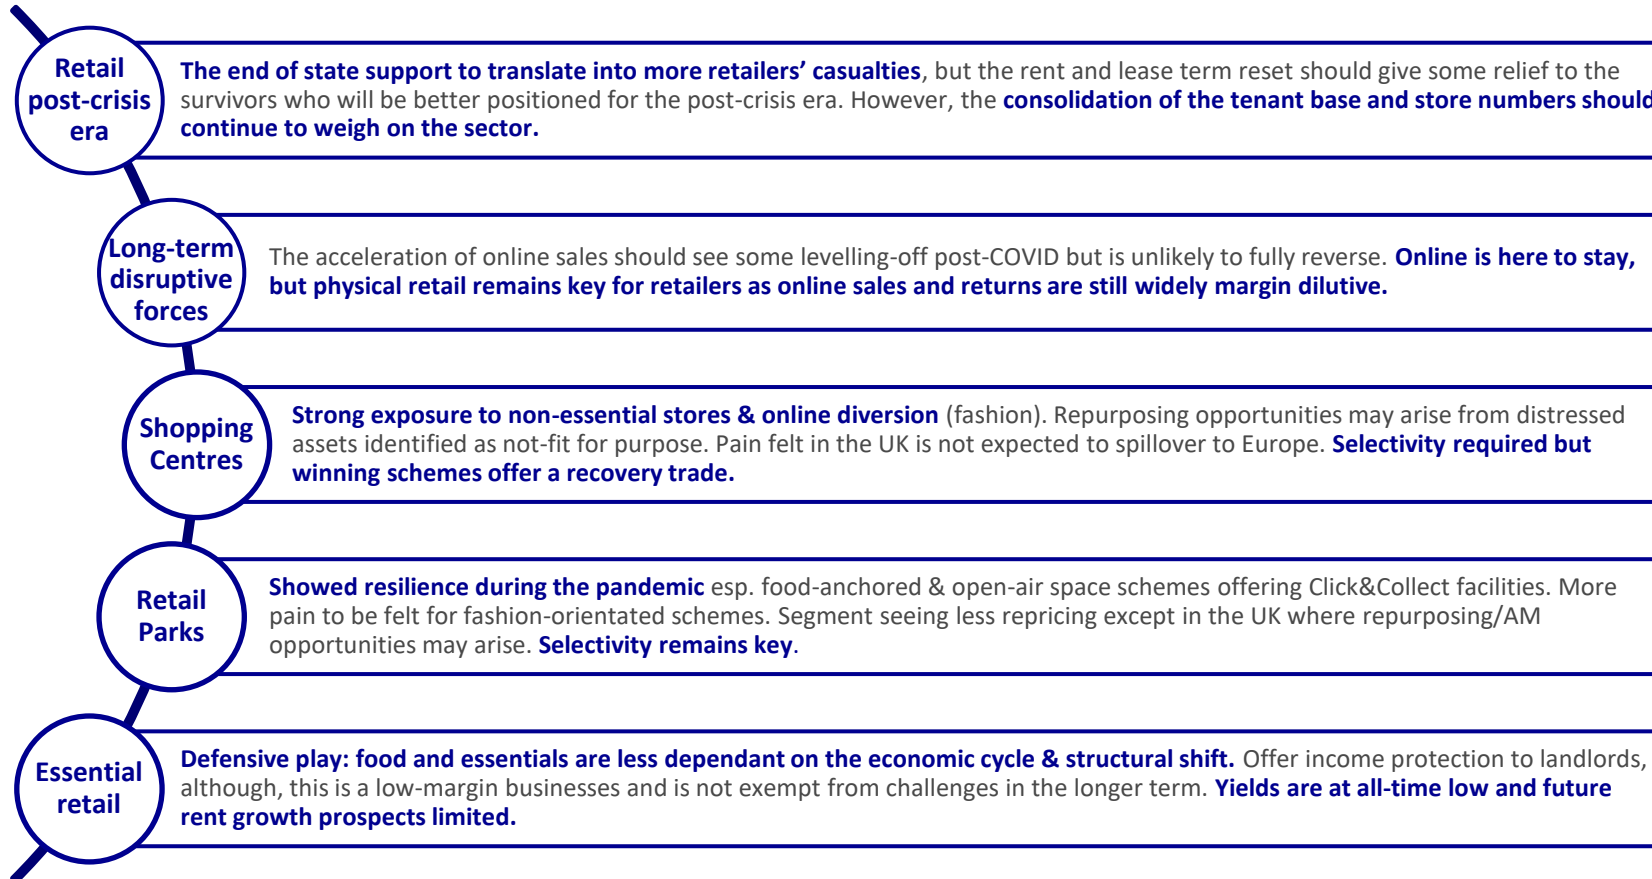 Retail
post-crisis
era
The end of state support to translate into more retailers’ casualties, but the rent and lease term reset should give some relief to the
survivors who will be better positioned for the post-crisis era. However, the consolidation of the tenant base and store numbers should
continue to weigh on the sector.
Long-term
disruptive
forces
The acceleration of online sales should see some levelling-off post-COVID but is unlikely to fully reverse. Online is here to stay,
but physical retail remains key for retailers as online sales and returns are still widely margin dilutive.
Shopping
Centres
Strong exposure to non-essential stores & online diversion (fashion). Repurposing opportunities may arise from distressed
assets identified as not-fit for purpose. Pain felt in the UK is not expected to spillover to Europe. Selectivity required but
winning schemes offer a recovery trade.
Retail
Parks
Showed resilience during the pandemic esp. food-anchored & open-air space schemes offering Click&Collect facilities. More
pain to be felt for fashion-orientated schemes. Segment seeing less repricing except in the UK where repurposing/AM
opportunities may arise. Selectivity remains key.
Essential
retail
Defensive play: food and essentials are less dependant on the economic cycle & structural shift. Offer income protection to landlords,
although, this is a low-margin businesses and is not exempt from challenges in the longer term. Yields are at all-time low and future
rent growth prospects limited.